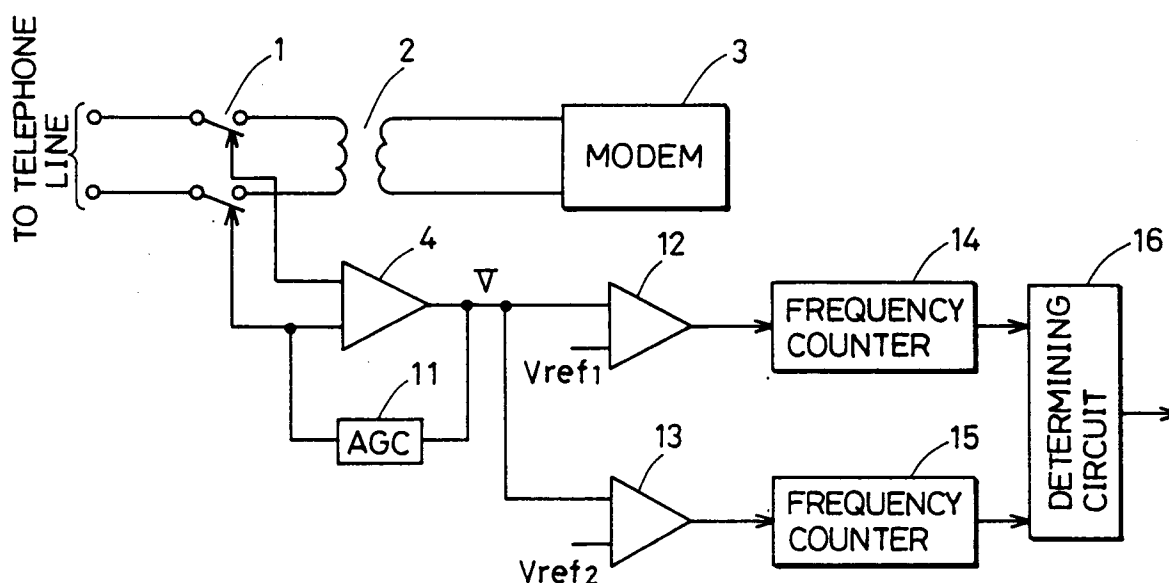 TO TELEPHONE
LINE
1
2
3
MODEM
4
V
11
AGC
12
Vref1
13
Vref2
14
FREQUENCY
COUNTER
15
FREQUENCY
COUNTER
16
DETERMINING
CIRCUIT